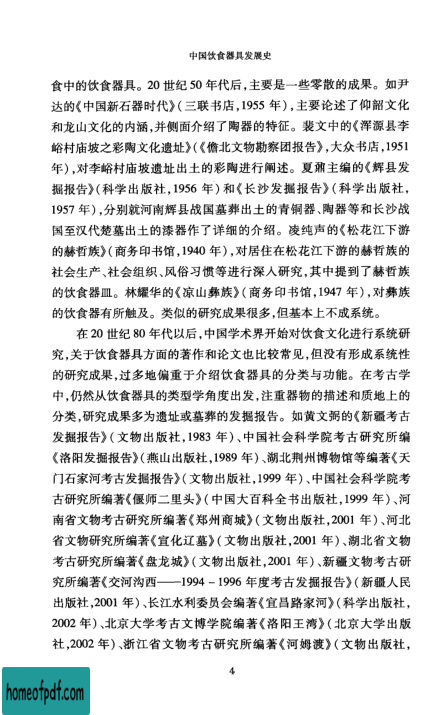 中国饮食器具发展史
食中的饮食器具。20 世纪 50 年代后,主要是一些零散的成果。如尹
达的《中国新石器时代》(三联书店,1955 年),主要论述了仰韶文化
和龙山文化的内涵,并侧面介绍了陶器的特征。裴文中的《浑源县李
峪村庙坡之彩陶文化遗址》(《儋北文物勘察团报告》,大众书店,1951
年),对李峪村庙坡遗址出土的彩陶进行阐述。夏鼐主编的《辉县发
掘报告》(科学出版社,1956 年)和《长沙发掘报告》(科学出版社,
1957 年),分别就河南辉县战国墓葬出土的青铜器、陶器等和长沙战
国至汉代楚墓出土的漆器作了详细的介绍。凌纯声的《松花江下游
的赫哲族》(商务印书馆,1940 年),对居住在松花江下游的赫哲族的
社会生产、社会组织、风俗习惯等进行深入研究,其中提到了赫哲族
的饮食器皿。林耀华的《凉山彝族》(商务印书馆,1947 年),对彝族
的饮食器有所触及。类似的研究成果很多,但基本上不成系统。
在 20 世纪 80 年代以后,中国学术界开始对饮食文化进行系统研
究,关于饮食器具方面的著作和论文也比较常见,但没有形成系统性
的研究成果,过多地偏重于介绍饮食器具的分类与功能。在考古学
中,仍然从饮食器具的类型学角度出发,注重器物的描述和质地上的
分类,研究成果多为遗址或墓葬的发掘报告。如黄文弼的《新疆考古
发掘报告》(文物出版社,1983 年)、中国社会科学院考古研究所编
《洛阳发掘报告》(燕山出版社,1989 年)、湖北荆州博物馆等编著《天
门石家河考古发掘报告》(文物出版社,1999 年)、中国社会科学院考
古研究所编著《偃师二里头》(中国大百科全书出版社,1999 年)、河
南省文物考古研究所编著《郑州商城》(文物出版社,2001 年)、河北
省文物研究所编著《宣化辽墓》(文物出版社,2001 年)、湖北省文物
考古研究所编著《盘龙城》(文物出版社,2001 年)、新疆文物考古研
究所编著《交河沟西——1994 - 1996 年度考古发掘报告》(新疆人民
出版社,2001 年)、长江水利委员会编著《宜昌路家河》(科学出版社,
2002 年)、北京大学考古文博学院编著《洛阳王湾》(北京大学出版
社,2002 年)、浙江省文物考古研究所编著《河姆渡》(文物出版社,
4
homeofpdf.com